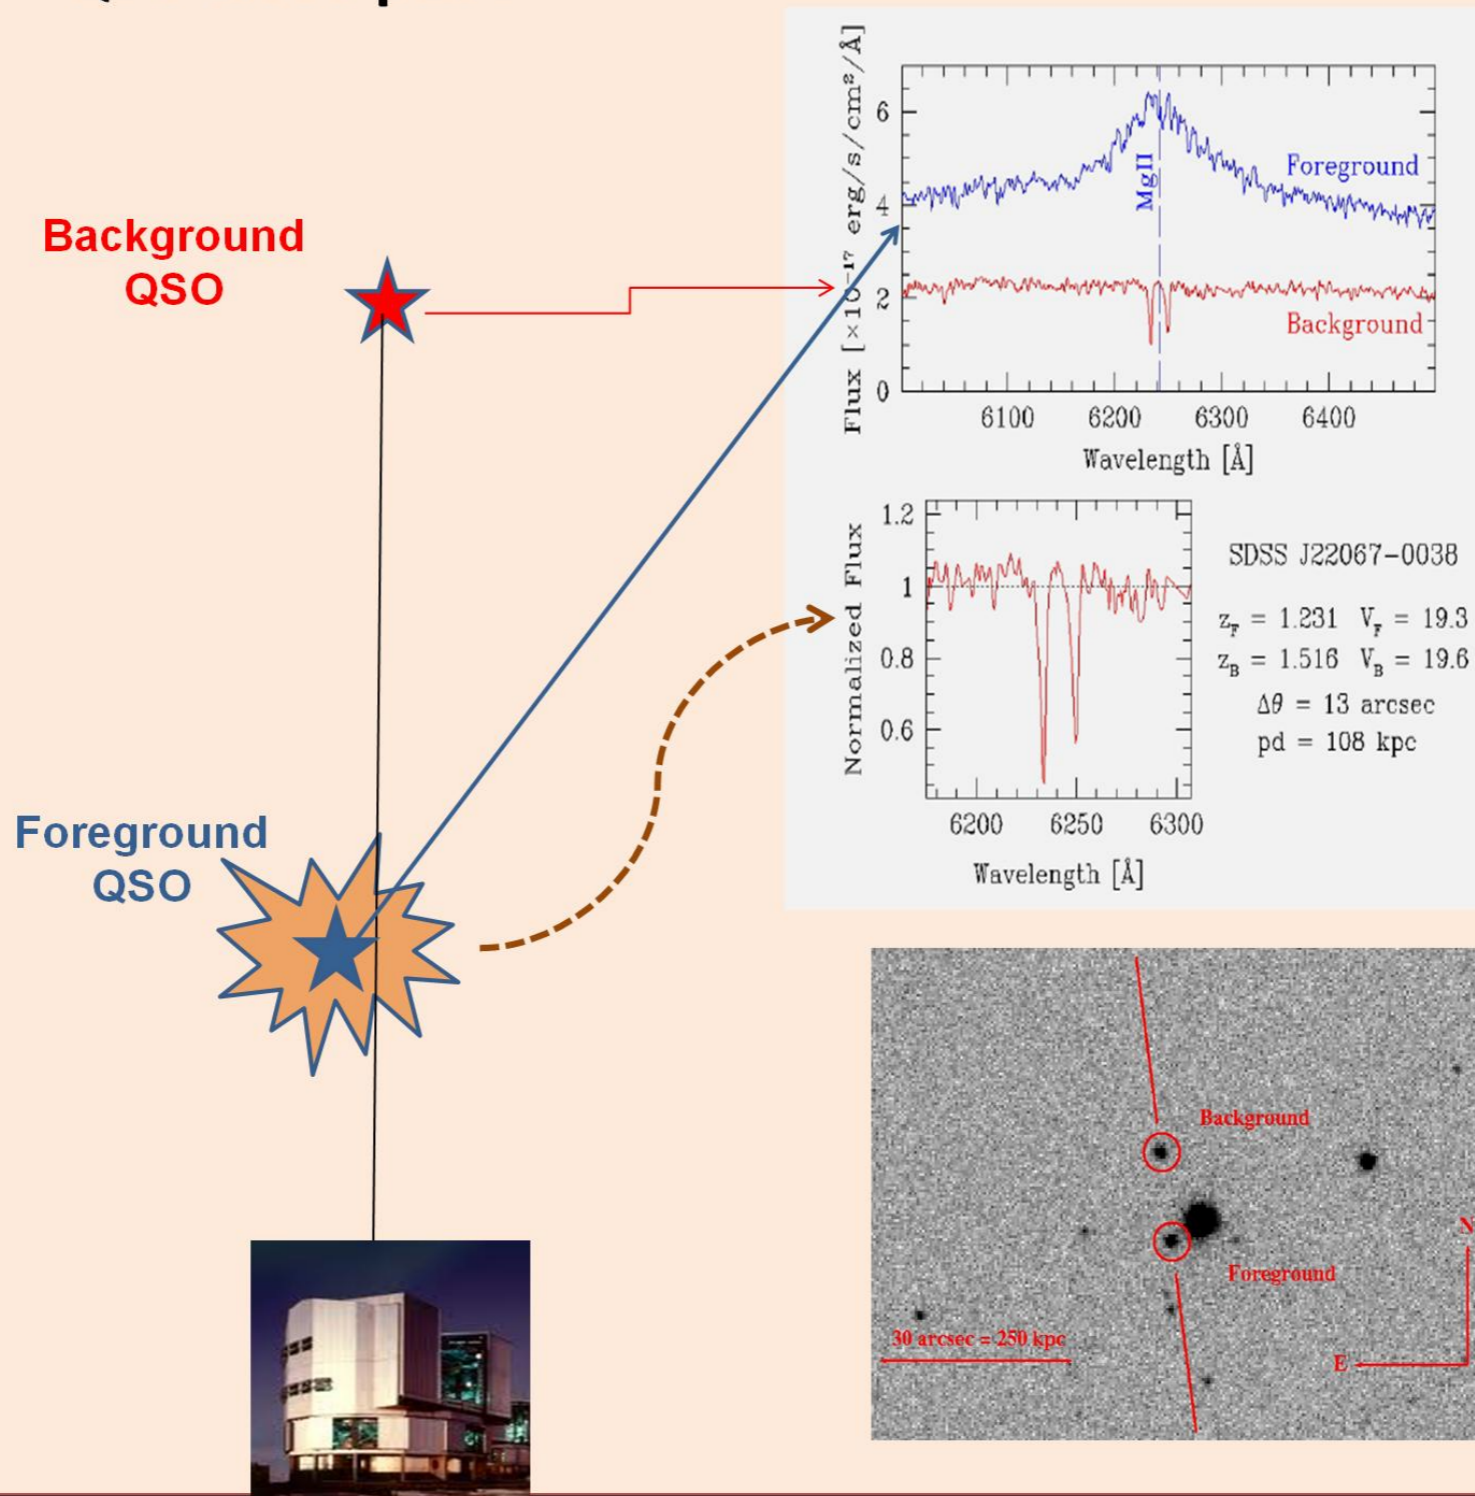 Background
QSO
Foreground
QSO
Flux [×10⁻¹⁷ erg/s/cm²/Å]
6
4
2
0
MgII
Foreground
Background
6100 6200 6300 6400
Wavelength [Å]
Normalized Flux
1.2
1
0.8
0.6
6200 6250 6300
Wavelength [Å]
SDSS J22067-0038
z_F = 1.231 V_F = 19.3
z_B = 1.516 V_B = 19.6
Δθ = 13 arcsec
pd = 108 kpc
Background
Foreground
30 arcsec = 250 kpc
N
E